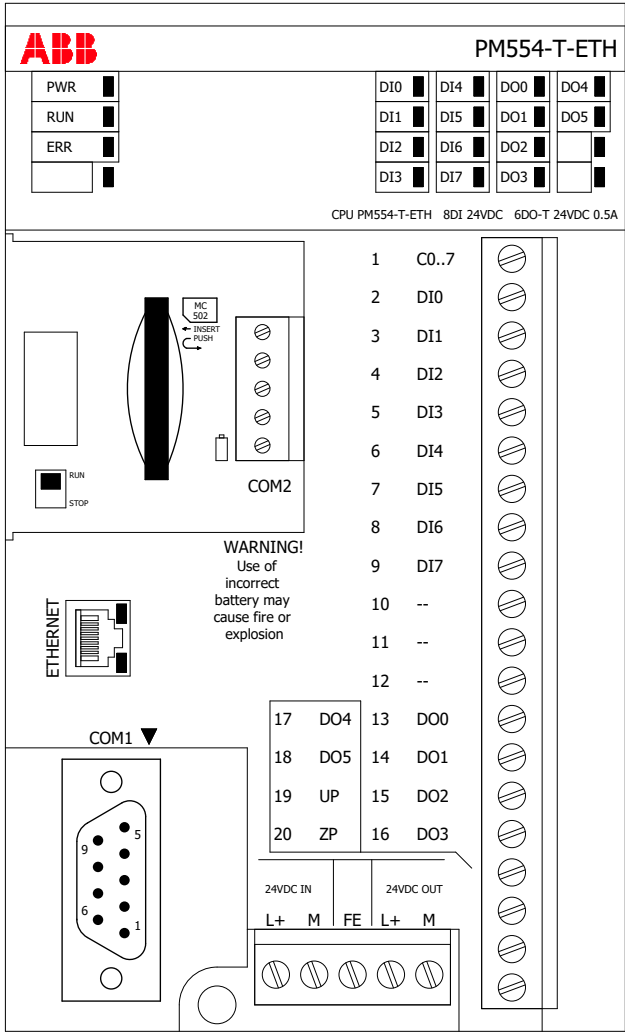 ABB PM554-T-ETH
PWR DI0 DI4 DO0 DO4
RUN DI1 DI5 DO1 DO5
ERR DI2 DI6 DO2
DI3 DI7 DO3
CPU PM554-T-ETH 8DI 24VDC 6DO-T 24VDC 0.5A
1 C0..7
2 DI0
MC
502
INSERT
PUSH
3 DI1
4 DI2
5 DI3
6 DI4
RUN
STOP
COM2
7 DI5
8 DI6
WARNING!
Use of
incorrect
battery may
cause fire or
explosion
9 DI7
10 --
11 --
12 --
ETHERNET
17 DO4 13 DO0
18 DO5 14 DO1
19 UP 15 DO2
20 ZP 16 DO3
COM1
5
9
6
1
24VDC IN 24VDC OUT
L+ M FE L+ M